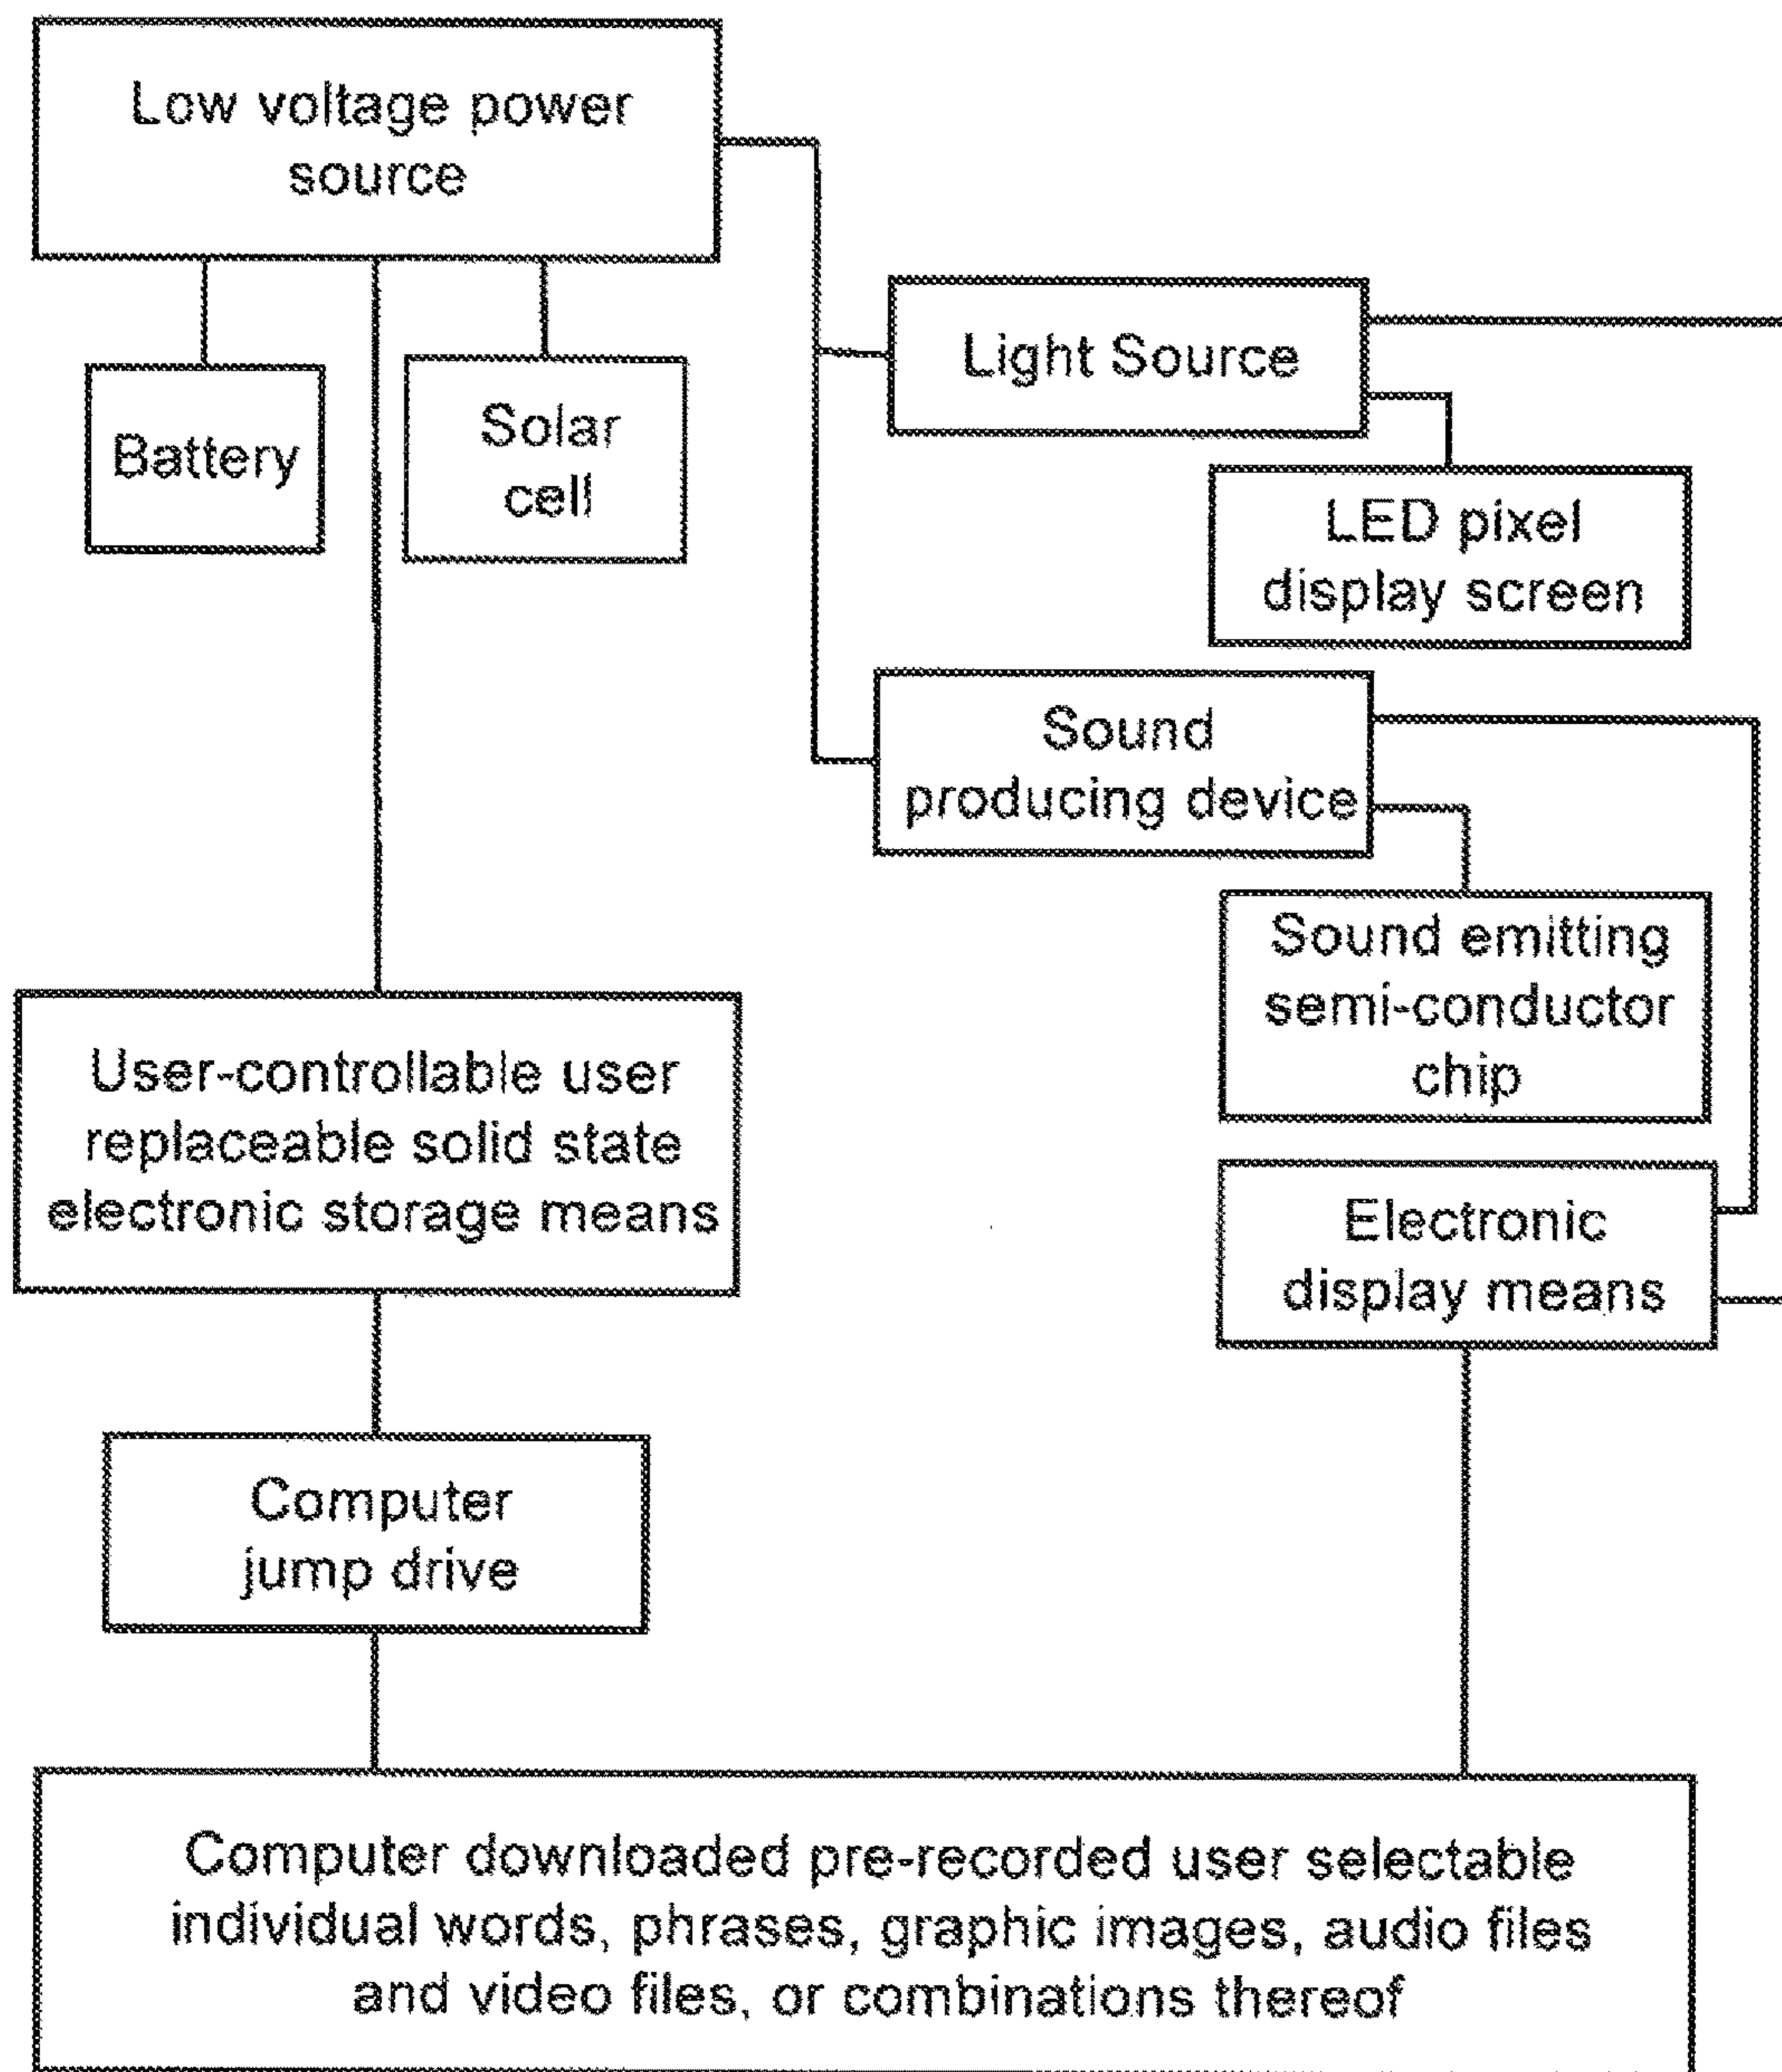 Low voltage power
source
Battery
Solar
cell
Light Source
LED pixel
display screen
Sound
producing device
Sound emitting
semi-conductor
chip
User-controllable user
replaceable solid state
electronic storage means
Electronic
display means
Computer
jump drive
Computer downloaded pre-recorded user selectable
individual words, phrases, graphic images, audio files
and video files, or combinations thereof